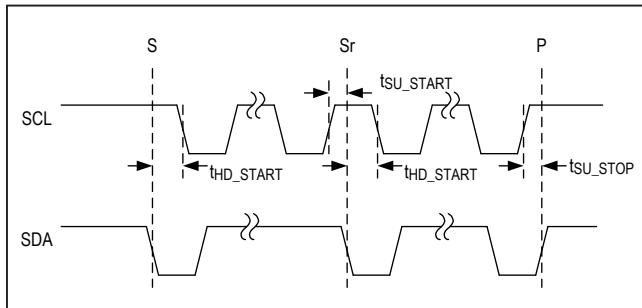 S Sr P
tSU_START
SCL
tHD_START tHD_START tSU_STOP
SDA